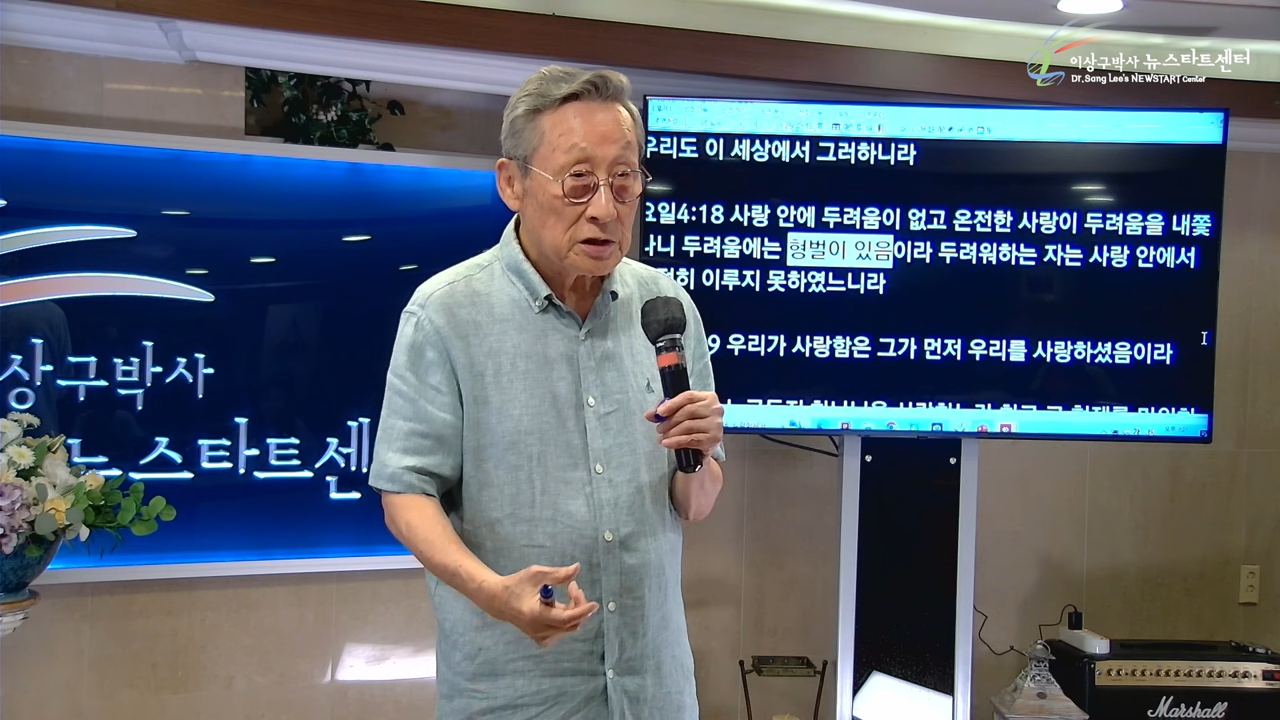 이상구박사 뉴스타트센터
Dr. Sang Lee's NEWSTART Center
우리도 이 세상에서 그러하니라
요일4:18 사랑 안에 두려움이 없고 온전한 사랑이 두려움을 내쫓
나니 두려움에는 형벌이 있음이라 두려워하는 자는 사랑 안에서
히 이루지 못하였느니라
9 우리가 사랑함은 그가 먼저 우리를 사랑하셨음이라
상구박사
뉴스타트센
Marshall